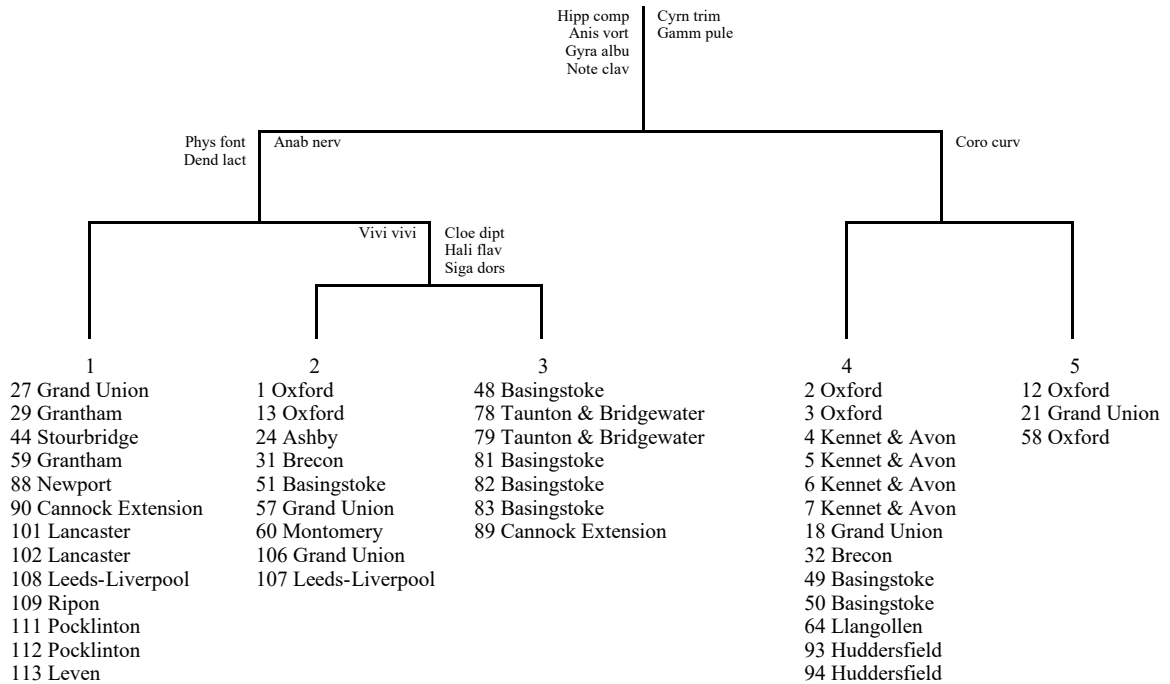 Hipp comp
Anis vort
Gyra albu
Note clav
Cyrn trim
Gamm pule
Phys font
Dend lact
Anab nerv
Coro curv
Vivi vivi
Cloe dipt
Hali flav
Siga dors
1
27 Grand Union
29 Grantham
44 Stourbridge
59 Grantham
88 Newport
90 Cannock Extension
101 Lancaster
102 Lancaster
108 Leeds-Liverpool
109 Ripon
111 Pocklinton
112 Pocklinton
113 Leven
2
1 Oxford
13 Oxford
24 Ashby
31 Brecon
51 Basingstoke
57 Grand Union
60 Montomery
106 Grand Union
107 Leeds-Liverpool
3
48 Basingstoke
78 Taunton & Bridgewater
79 Taunton & Bridgewater
81 Basingstoke
82 Basingstoke
83 Basingstoke
89 Cannock Extension
4
2 Oxford
3 Oxford
4 Kennet & Avon
5 Kennet & Avon
6 Kennet & Avon
7 Kennet & Avon
18 Grand Union
32 Brecon
49 Basingstoke
50 Basingstoke
64 Llangollen
93 Huddersfield
94 Huddersfield
5
12 Oxford
21 Grand Union
58 Oxford